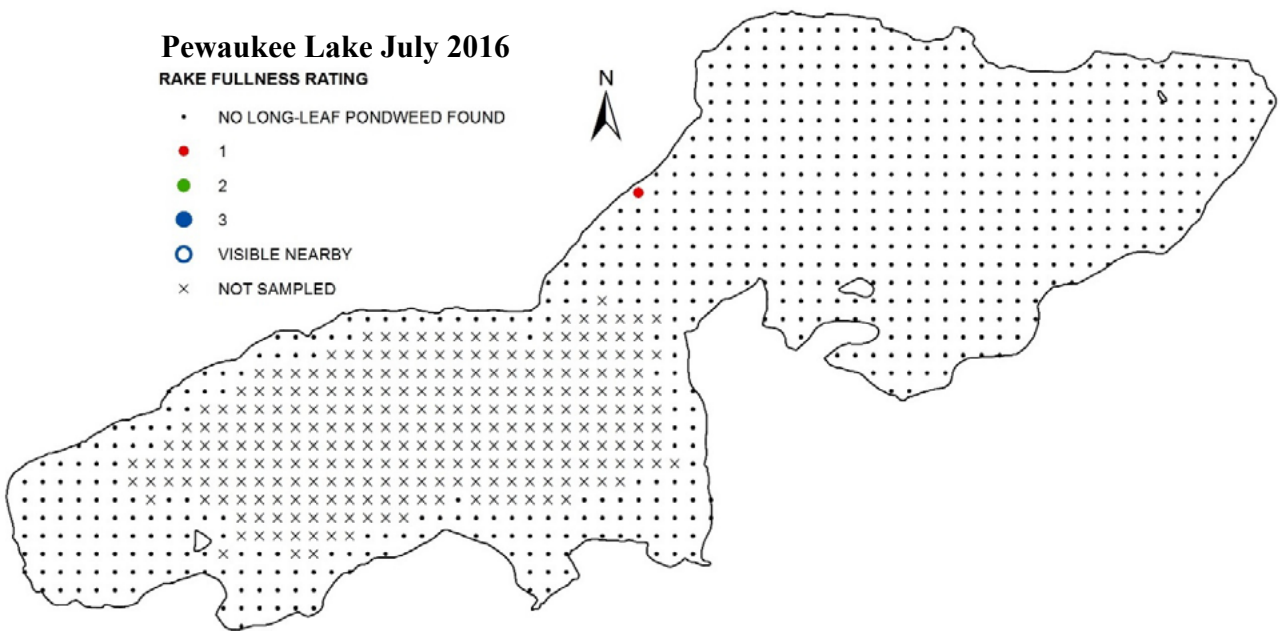 Pewaukee Lake July 2016
RAKE FULLNESS RATING
N
NO LONG-LEAF PONDWEED FOUND
1
2
3
VISIBLE NEARBY
NOT SAMPLED